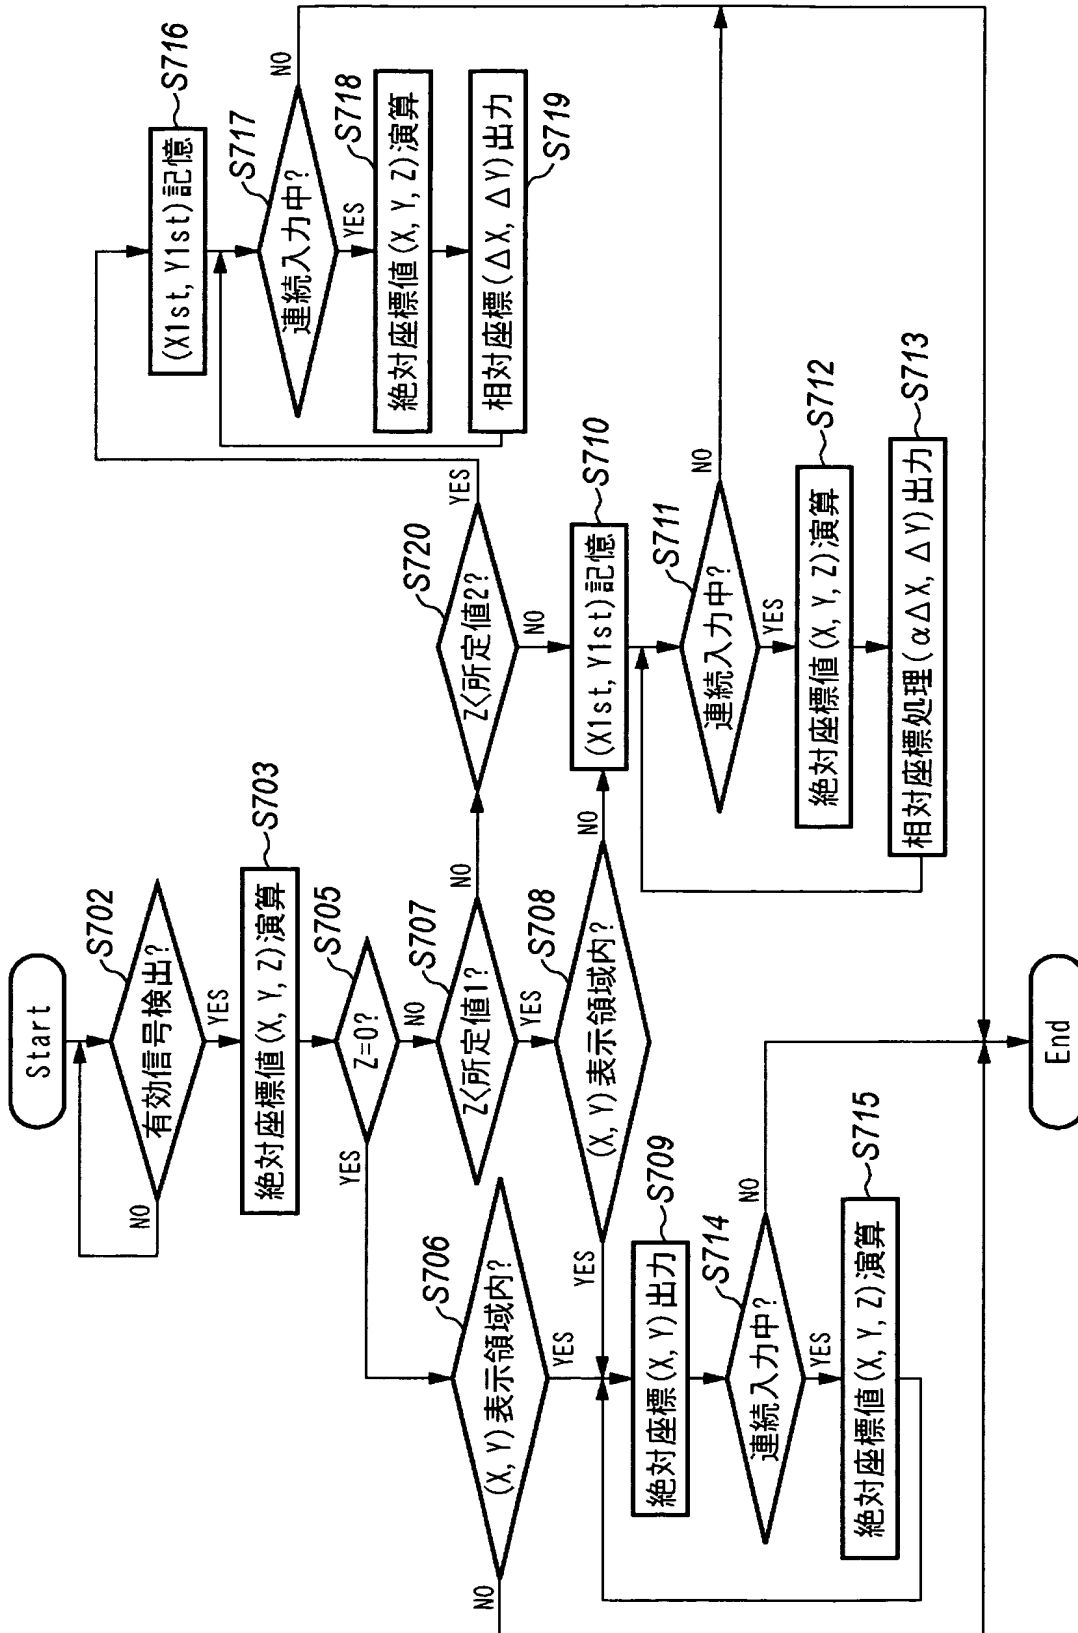 Start
有効信号検出?
S702
NO
YES
絶対座標値(X, Y, Z)演算
S703
Z=0?
S705
YES
NO
(X, Y)表示領域内?
S706
NO
YES
Z<所定値1?
S707
NO
YES
(X, Y)表示領域内?
S708
YES
NO
絶対座標(X, Y)出力
S709
連続入力中?
S714
NO
YES
絶対座標値(X, Y, Z)演算
S715
Z<所定値2?
S720
YES
NO
(X1st, Y1st)記憶
S710
連続入力中?
S711
NO
YES
絶対座標値(X, Y, Z)演算
S712
相対座標処理(αΔX, ΔY)出力
S713
(X1st, Y1st)記憶
S716
連続入力中?
S717
NO
YES
絶対座標値(X, Y, Z)演算
S718
相対座標(ΔX, ΔY)出力
S719
End